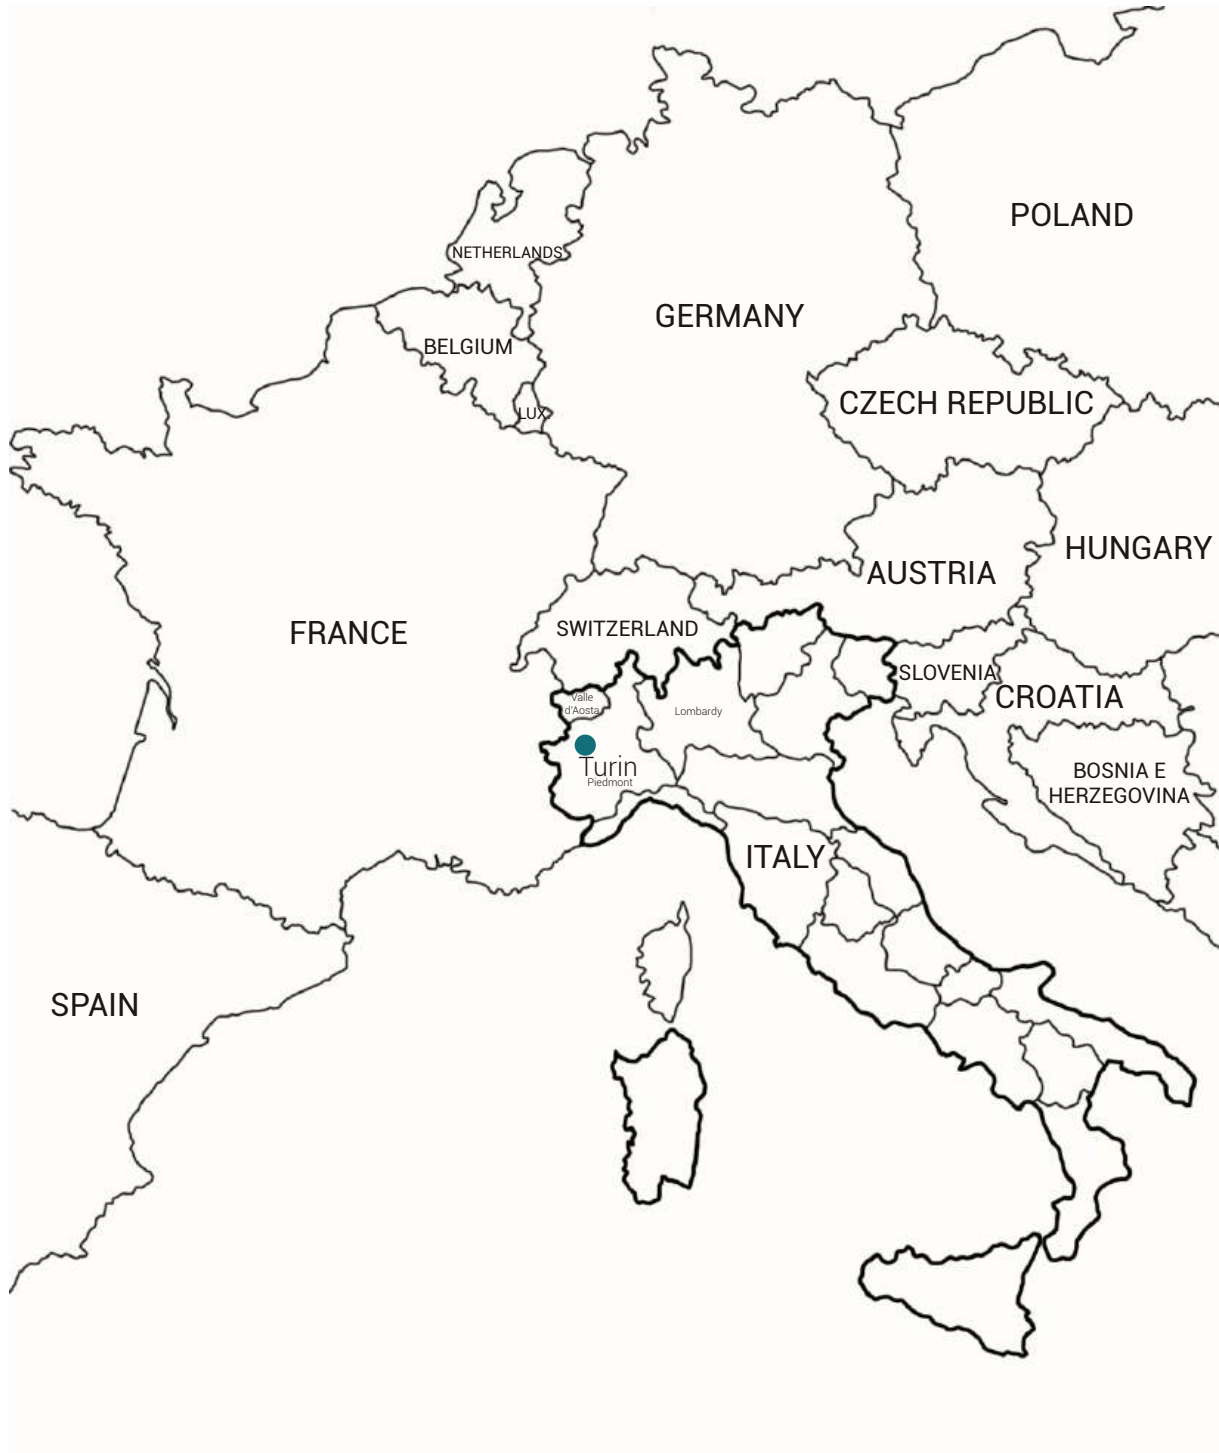 POLAND
NETHERLANDS
GERMANY
BELGIUM
CZECH REPUBLIC
LUX
HUNGARY
AUSTRIA
FRANCE
SWITZERLAND
SLOVENIA
CROATIA
Valle
d'Aosta
Lombardy
Turin
Piedmont
BOSNIA E
HERZEGOVINA
ITALY
SPAIN